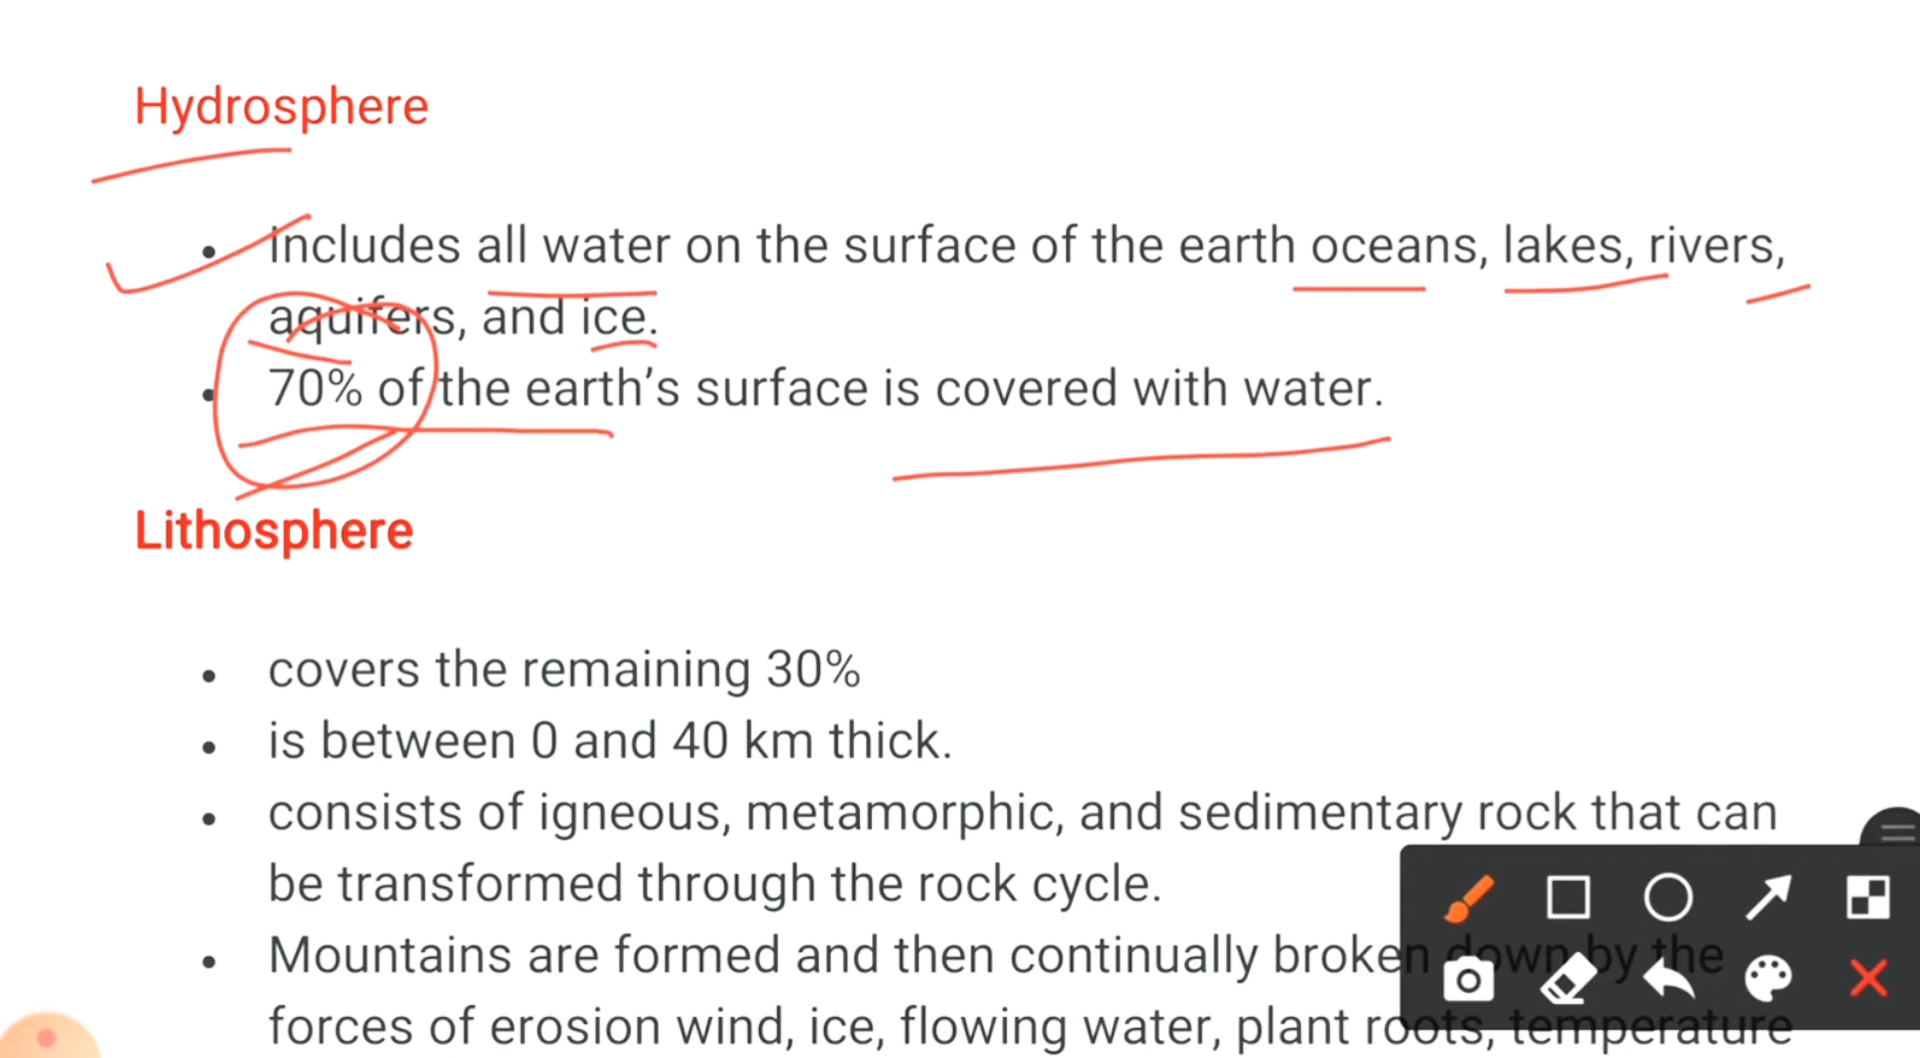 Hydrosphere
includes all water on the surface of the earth oceans, lakes, rivers,
aquifers, and ice.
70% of the earth’s surface is covered with water.
Lithosphere
covers the remaining 30%
is between 0 and 40 km thick.
consists of igneous, metamorphic, and sedimentary rock that can
be transformed through the rock cycle.
Mountains are formed and then continually broken down by the
forces of erosion wind, ice, flowing water, plant roots, temperature